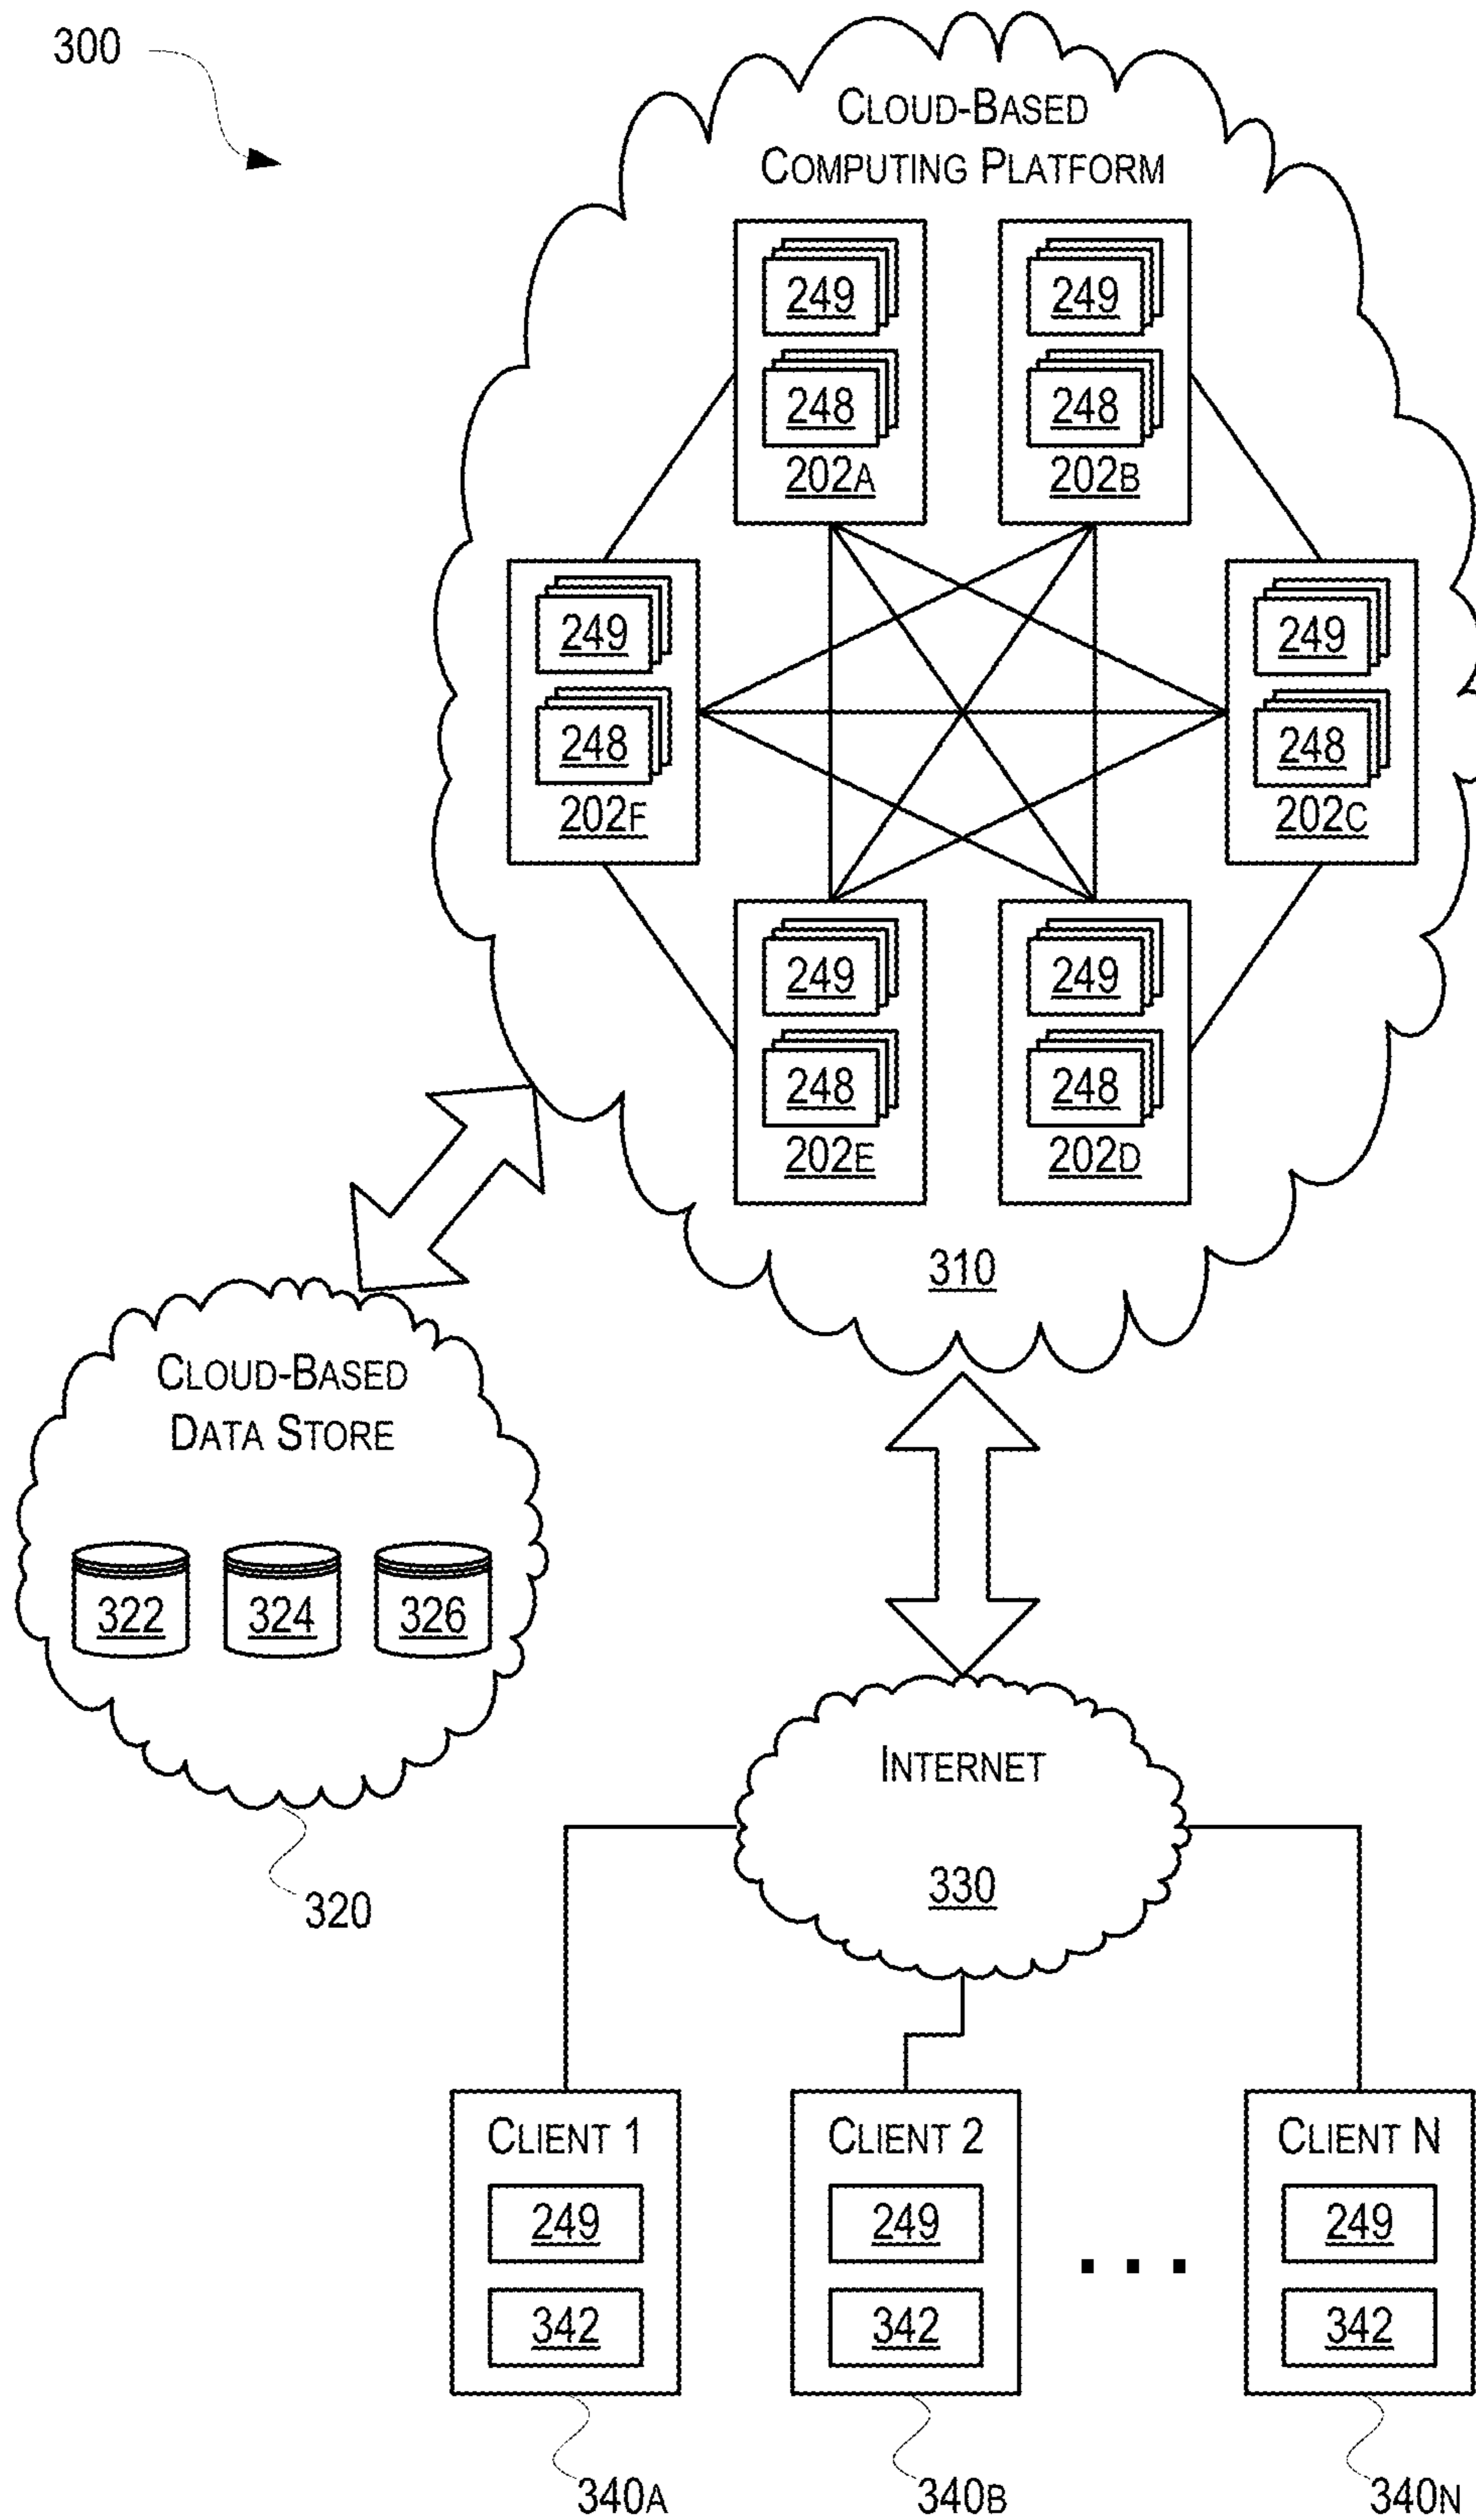 300
CLOUD-BASED
COMPUTING PLATFORM
249
249
248
248
202A
202B
249
249
248
248
202F
202C
249
249
248
248
202E
202D
310
CLOUD-BASED
DATA STORE
322
324
326
320
INTERNET
330
CLIENT 1
CLIENT 2
CLIENT N
249
249
249
342
342
342
340A
340B
340N